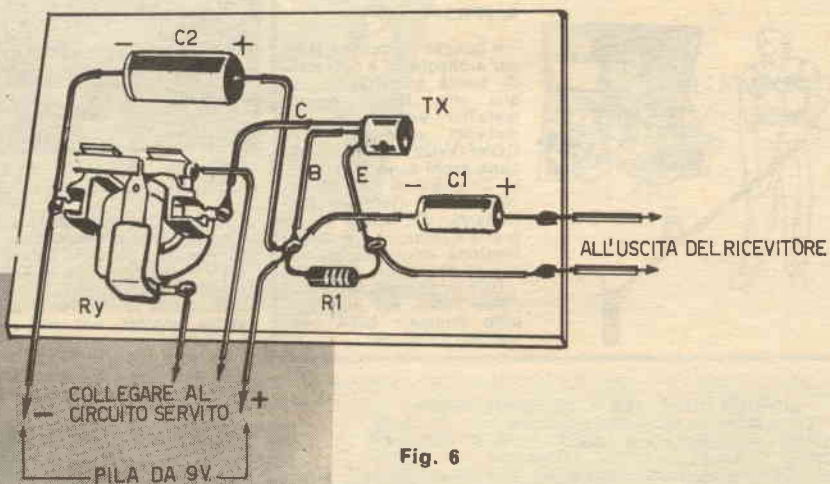 - C2 +
C
TX
B
E
- C1 +
ALL'USCITA DEL RICEVITORE
R1
Ry
COLLEGARE AL
- CIRCUITO SERVITO +
PILA DA 9V.
Fig. 6